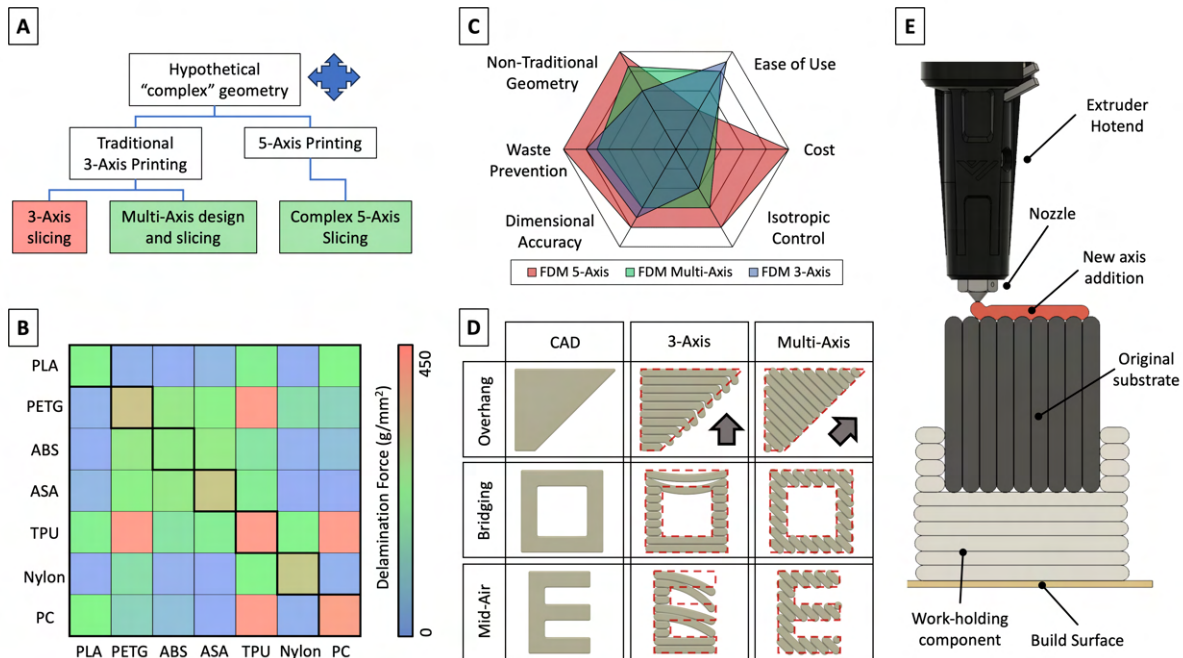 A
Hypothetical
“complex” geometry
Traditional
3-Axis Printing
5-Axis Printing
3-Axis
slicing
Multi-Axis design
and slicing
Complex 5-Axis
Slicing
B
PLA
PETG
ABS
ASA
TPU
Nylon
PC
PLA PETG ABS ASA TPU Nylon PC
450
Delamination Force (g/mm²)
0
C
Non-Traditional
Geometry
Ease of Use
Waste
Prevention
Cost
Dimensional
Accuracy
Isotropic
Control
FDM 5-Axis FDM Multi-Axis FDM 3-Axis
D
CAD 3-Axis Multi-Axis
Overhang
Bridging
Mid-Air
E
Extruder
Hotend
Nozzle
New axis
addition
Original
substrate
Work-holding
component
Build Surface